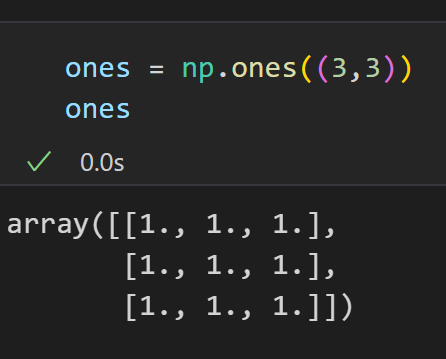 ones = np.ones((3,3))
ones
0.0s
array([[1., 1., 1.],
       [1., 1., 1.],
       [1., 1., 1.]])